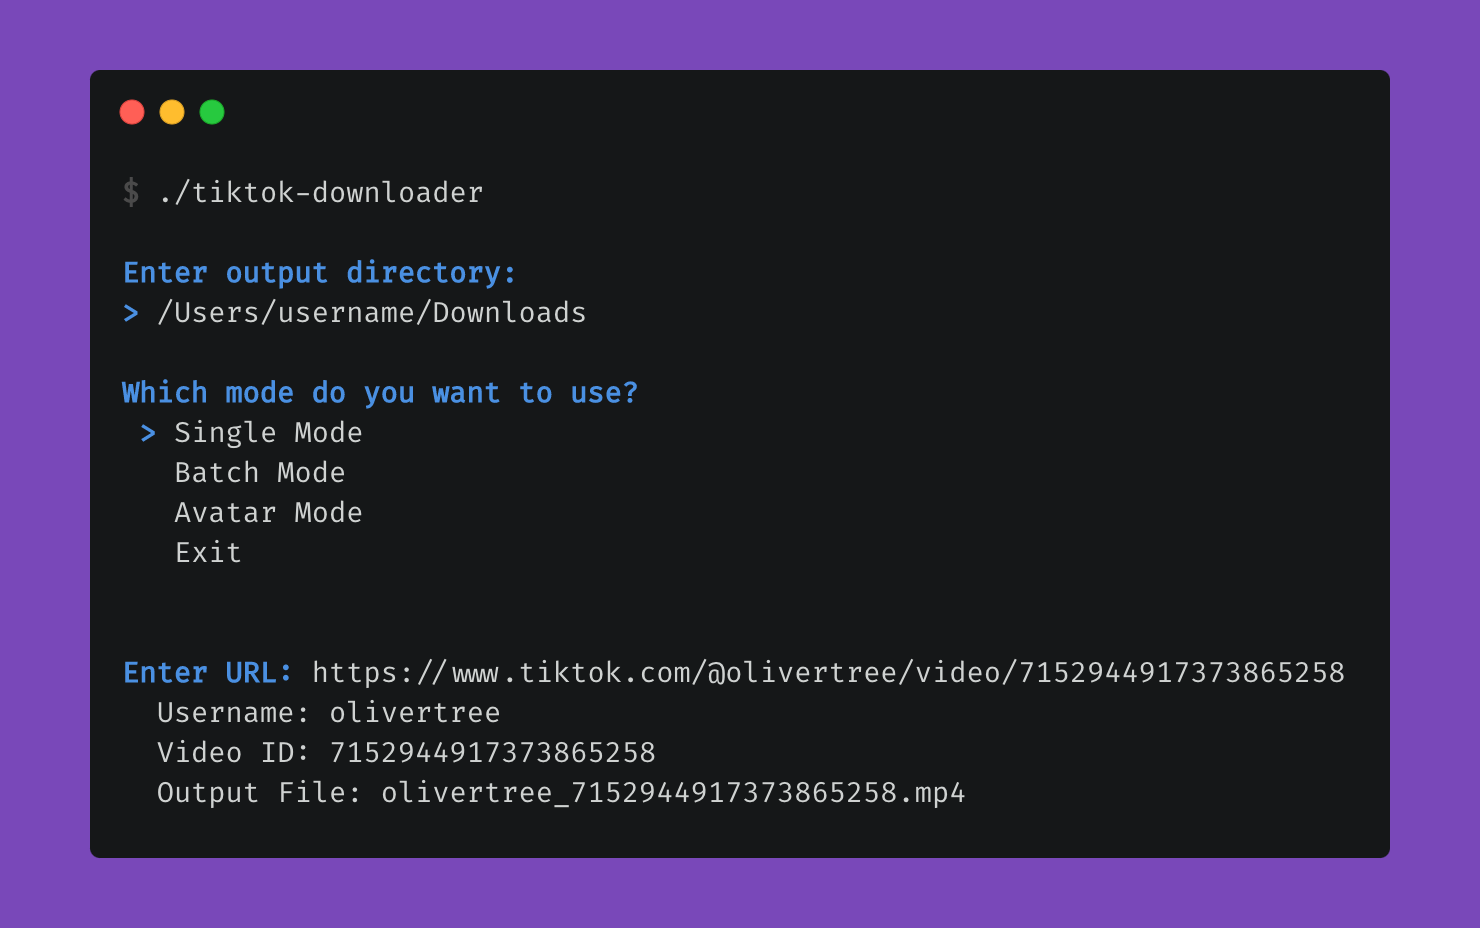 $ ./tiktok-downloader
Enter output directory:
> /Users/username/Downloads
Which mode do you want to use?
> Single Mode
Batch Mode
Avatar Mode
Exit
Enter URL: https://www.tiktok.com/@olivertree/video/7152944917373865258
Username: olivertree
Video ID: 7152944917373865258
Output File: olivertree_7152944917373865258.mp4